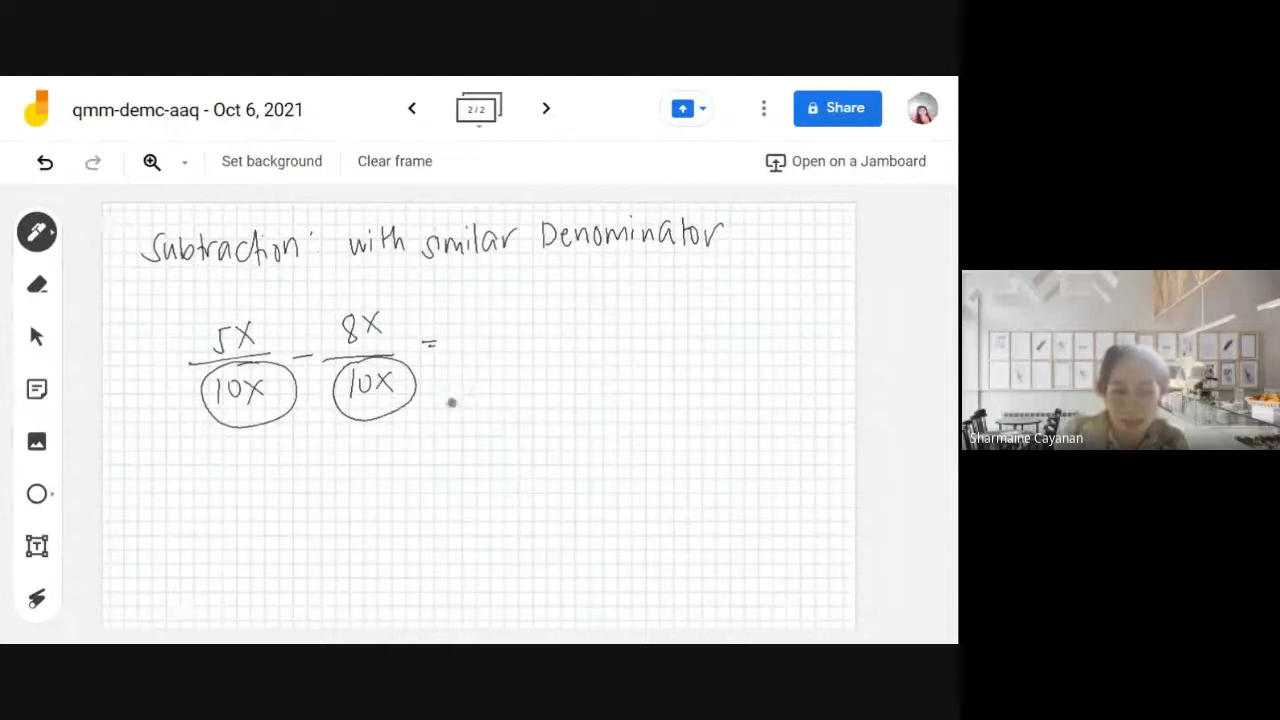 qmm-demc-aaq - Oct 6, 2021
2/2
Share
Set background
Clear frame
Open on a Jamboard
Subtraction: with similar Denominator
5X/10X - 8X/10X =
Sharmaine Cayanan